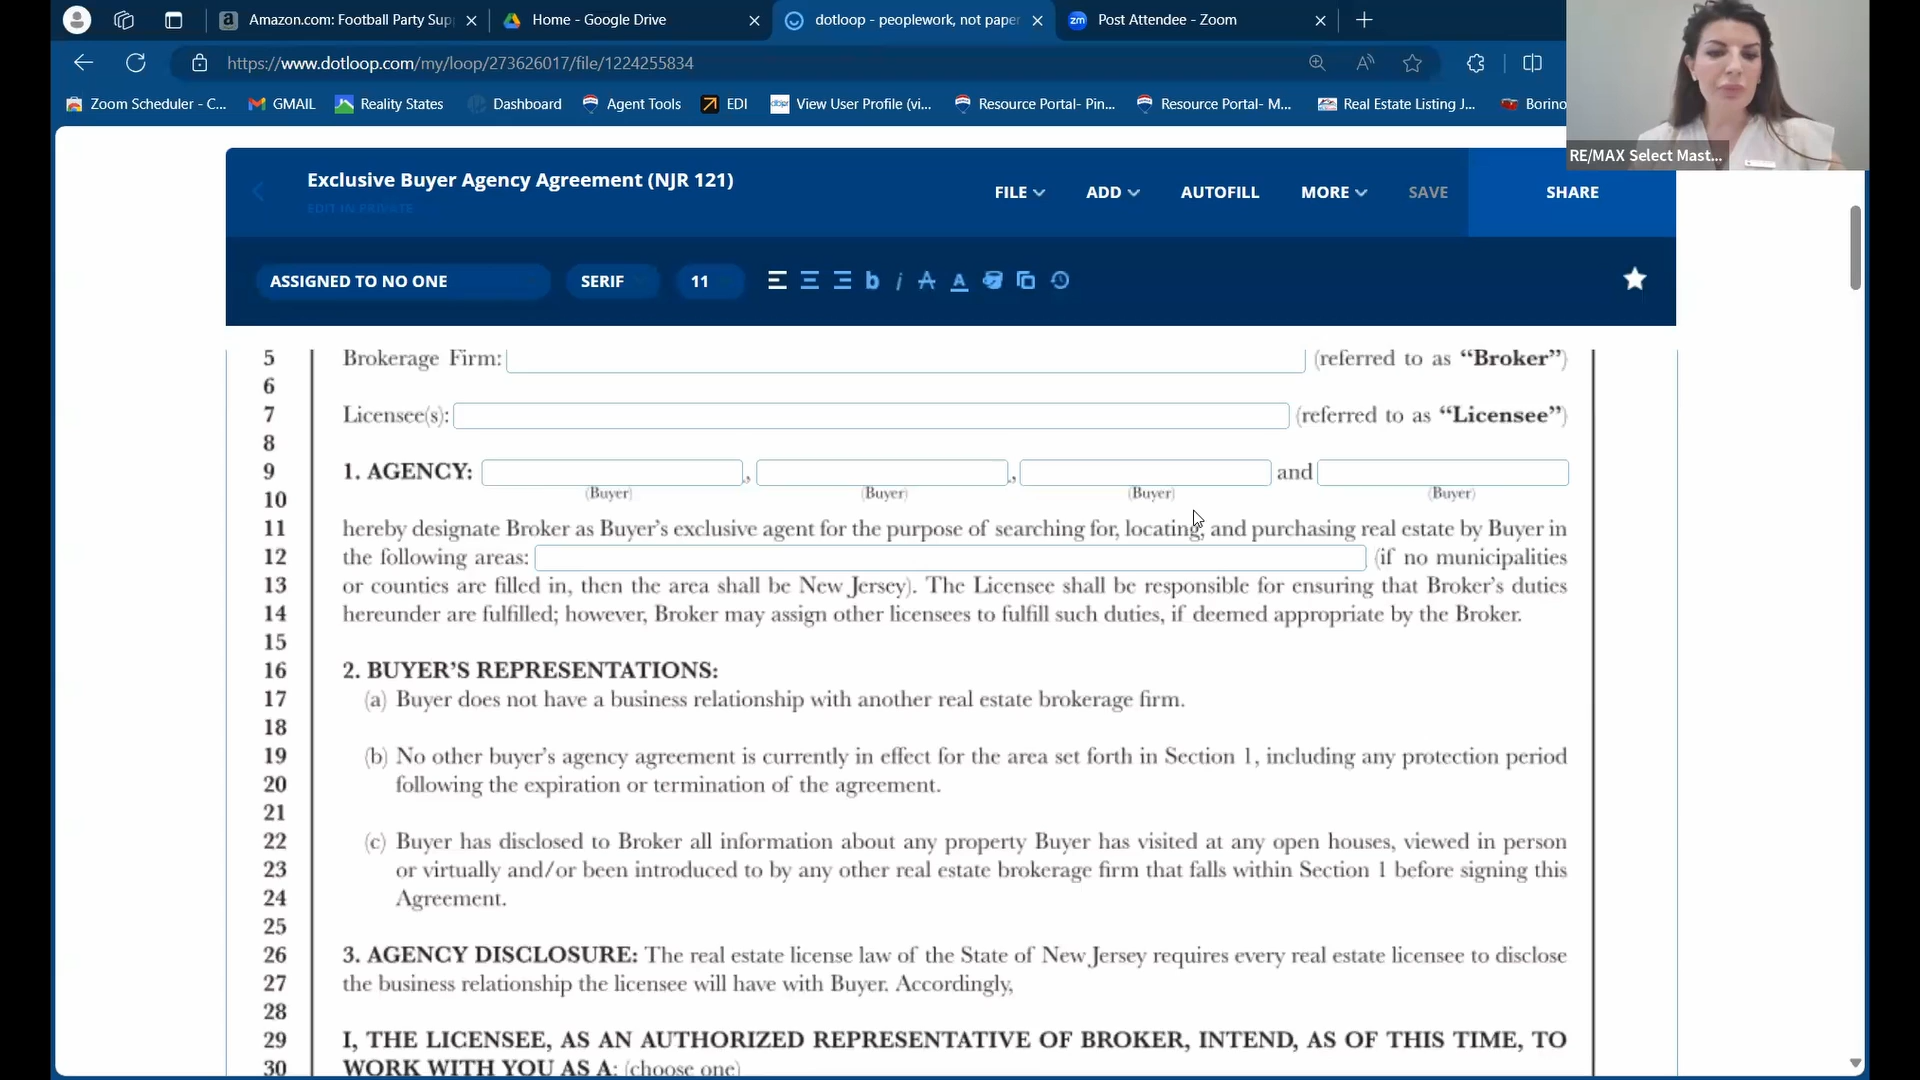 Amazon.com: Football Party Sup
Home - Google Drive
dotloop - peoplework, not paper
zm
Post Attendee - Zoom
https://www.dotloop.com/my/loop/273626017/file/1224255834
Zoom Scheduler - C...
GMAIL
Reality States
Dashboard
Agent Tools
EDI
View User Profile (vi...
Resource Portal- Pin...
Resource Portal- M...
Real Estate Listing J...
Borino
RE/MAX Select Mast...
Exclusive Buyer Agency Agreement (NJR 121)
EDIT IN PRIVATE
FILE
ADD
AUTOFILL
MORE
SAVE
SHARE
ASSIGNED TO NO ONE
SERIF
11
5 Brokerage Firm: (referred to as “Broker”)
6
7 Licensee(s): (referred to as “Licensee”)
8
9 1. AGENCY: , , and
10 (Buyer) (Buyer) (Buyer) (Buyer)
11 hereby designate Broker as Buyer’s exclusive agent for the purpose of searching for, locating, and purchasing real estate by Buyer in
12 the following areas: (if no municipalities
13 or counties are filled in, then the area shall be New Jersey). The Licensee shall be responsible for ensuring that Broker’s duties
14 hereunder are fulfilled; however, Broker may assign other licensees to fulfill such duties, if deemed appropriate by the Broker.
15
16 2. BUYER’S REPRESENTATIONS:
17 (a) Buyer does not have a business relationship with another real estate brokerage firm.
18
19 (b) No other buyer’s agency agreement is currently in effect for the area set forth in Section 1, including any protection period
20 following the expiration or termination of the agreement.
21
22 (c) Buyer has disclosed to Broker all information about any property Buyer has visited at any open houses, viewed in person
23 or virtually and/or been introduced to by any other real estate brokerage firm that falls within Section 1 before signing this
24 Agreement.
25
26 3. AGENCY DISCLOSURE: The real estate license law of the State of New Jersey requires every real estate licensee to disclose
27 the business relationship the licensee will have with Buyer. Accordingly,
28
29 I, THE LICENSEE, AS AN AUTHORIZED REPRESENTATIVE OF BROKER, INTEND, AS OF THIS TIME, TO
30 WORK WITH YOU AS A: (choose one)